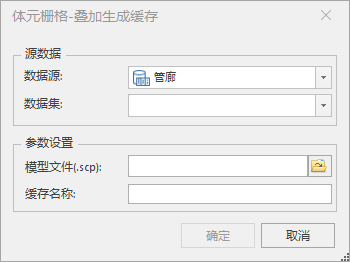 体元栅格-叠加生成缓存
源数据
数据源: 管廊
数据集:
参数设置
模型文件(.scp):
缓存名称:
确定 取消